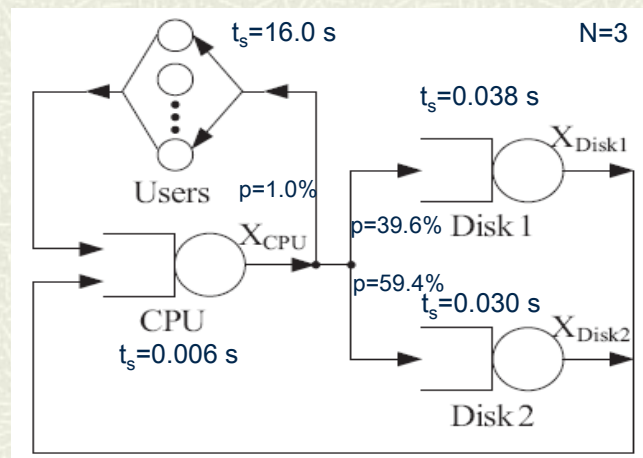 t_s=16.0 s
N=3
t_s=0.038 s
X_Disk1
Users
p=1.0%
X_CPU
p=39.6%
Disk 1
p=59.4%
t_s=0.030 s
CPU
X_Disk2
t_s=0.006 s
Disk 2